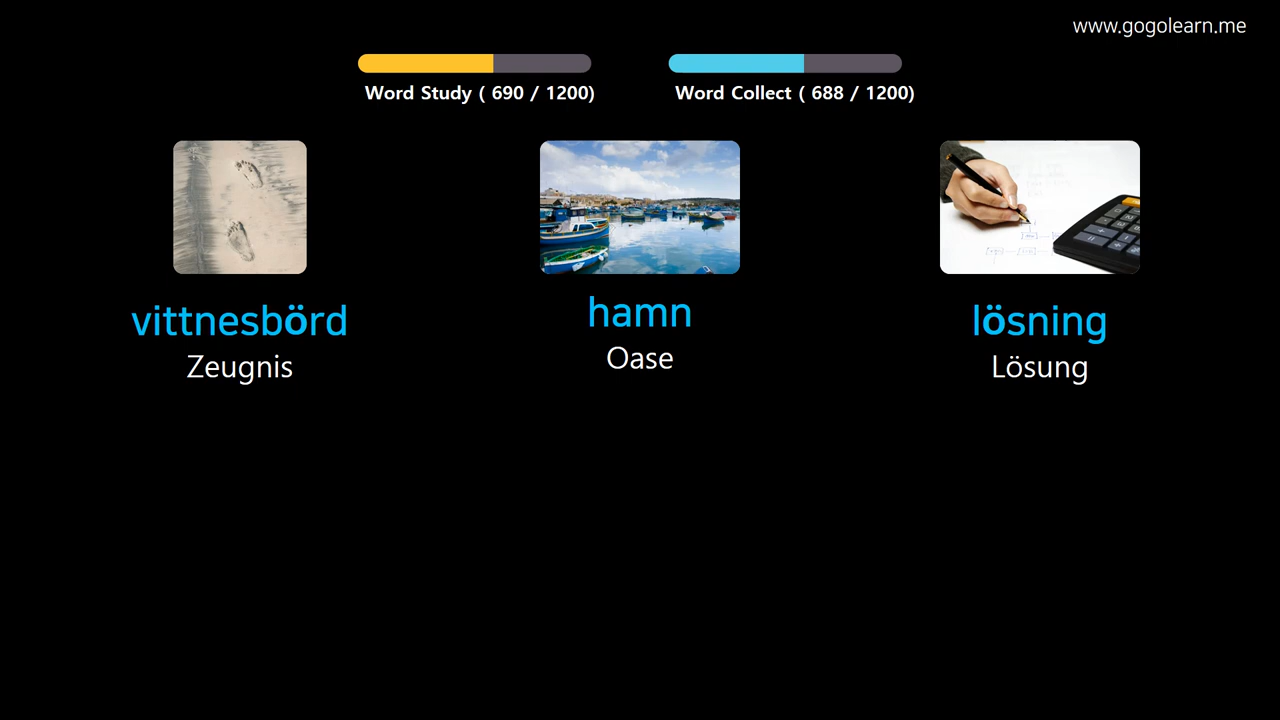 www.gogolearn.me
Word Study ( 690 / 1200)
Word Collect ( 688 / 1200)
vittnesbörd
Zeugnis
hamn
Oase
lösning
Lösung